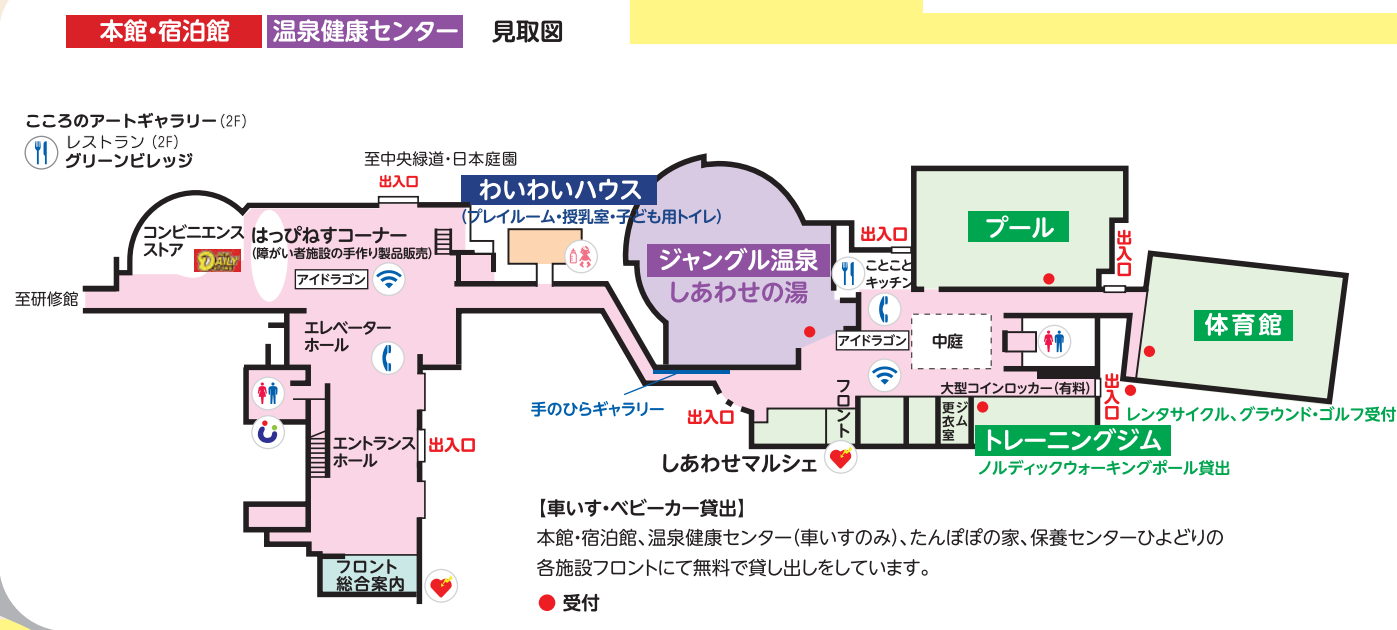 本館・宿泊館 温泉健康センター 見取図
こころのアートギャラリー(2F)
レストラン(2F)
グリーンビレッジ
至中央緑道・日本庭園
出入口
わいわいハウス
(プレイルーム・授乳室・子ども用トイレ)
コンビニエンス
ストア
DAILY
はっぴねすコーナー
(障がい者施設の手作り製品販売)
アイドラゴン
至研修館
エレベーター
ホール
エントランス
ホール
出入口
フロント
総合案内
手のひらギャラリー
ジャングル温泉
しあわせの湯
出入口
ことこと
キッチン
プール
出入口
体育館
アイドラゴン
中庭
フロント
大型コインロッカー(有料)
出入口
出入口
ジム
更衣室
レンタサイクル、グラウンド・ゴルフ受付
トレーニングジム
ノルディックウォーキングポール貸出
しあわせマルシェ
【車いす・ベビーカー貸出】
本館・宿泊館、温泉健康センター(車いすのみ)、たんぽぽの家、保養センターひよどりの
各施設フロントにて無料で貸し出しをしています。
受付